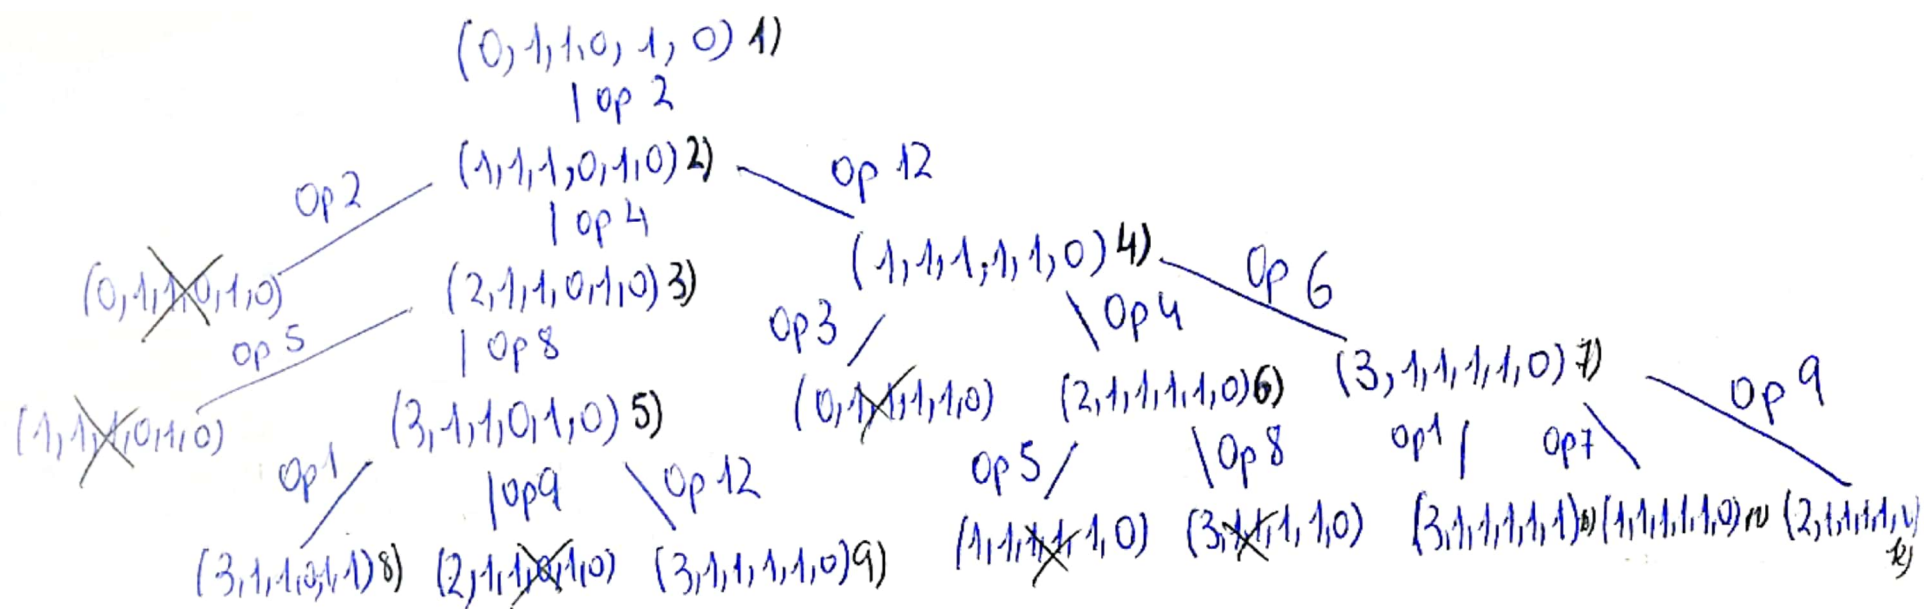 (0,1,1,0,1,0) 1)
| op 2
(1,1,1,0,1,0) 2)
Op 12
Op 2
| op 4
(0,1,1,0,1,0)
(2,1,1,0,1,0) 3)
(1,1,1,1,1,0) 4)
Op 6
op 5
| op 8
Op 3
Op 4
(1,1,1,0,1,0)
(3,1,1,0,1,0) 5)
(0,1,1,1,1,0)
(2,1,1,1,1,0) 6)
(3,1,1,1,1,0) 7)
Op 9
Op 1
| op 9
Op 12
Op 5
Op 8
Op 1
Op 7
(3,1,1,0,1,1) 8)
(2,1,1,0,1,0)
(3,1,1,1,1,0) 9)
(1,1,1,1,1,0)
(3,1,1,1,1,0)
(3,1,1,1,1,1)
(1,1,1,1,1,0)
(2,1,1,1,1,